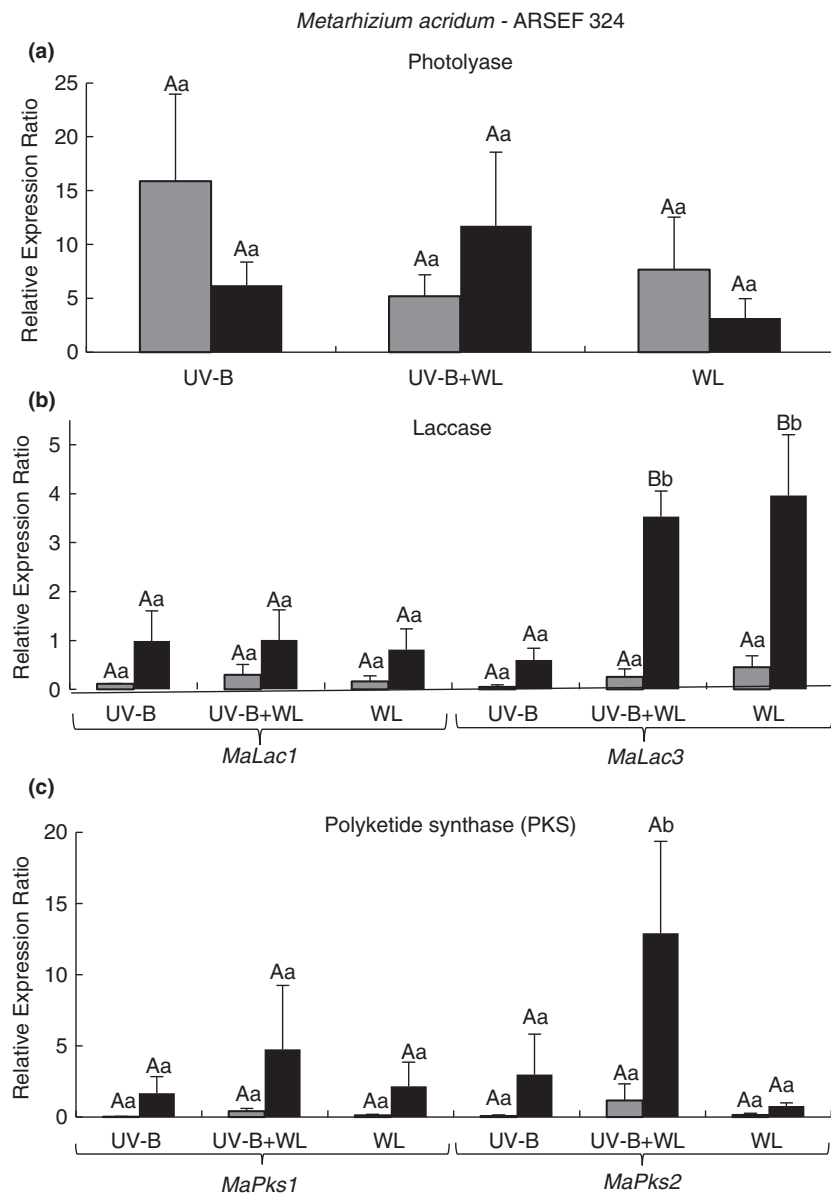 Metarhizium acridum - ARSEF 324
(a)
Photolyase
Relative Expression Ratio
25
20
15
10
5
0
Aa
Aa
Aa
Aa
Aa
Aa
UV-B
UV-B+WL
WL
(b)
Laccase
Relative Expression Ratio
5
4
3
2
1
0
Aa
Aa
Aa
Aa
Aa
Aa
Aa
Aa
Aa
Bb
Aa
Bb
UV-B
UV-B+WL
WL
UV-B
UV-B+WL
WL
MaLac1
MaLac3
(c)
Polyketide synthase (PKS)
Relative Expression Ratio
20
15
10
5
0
Aa
Aa
Aa
Aa
Aa
Aa
Aa
Aa
Aa
Ab
Aa
Aa
UV-B
UV-B+WL
WL
UV-B
UV-B+WL
WL
MaPks1
MaPks2